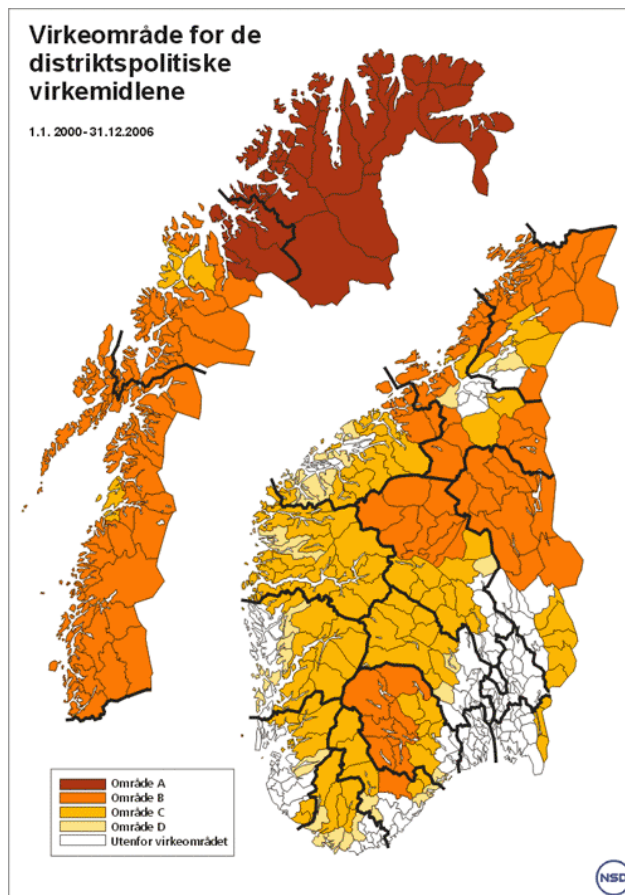 Virkeområde for de
distriktspolitiske
virkemidlene
1.1. 2000-31.12.2006
Område A
Område B
Område C
Område D
Utenfor virkeområdet
NSD